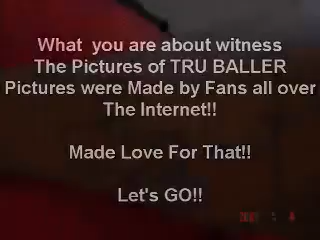 What  you are about witness
The Pictures of TRU BALLER
Pictures were Made by Fans all over
The Internet!!
Made Love For That!!
Let's GO!!